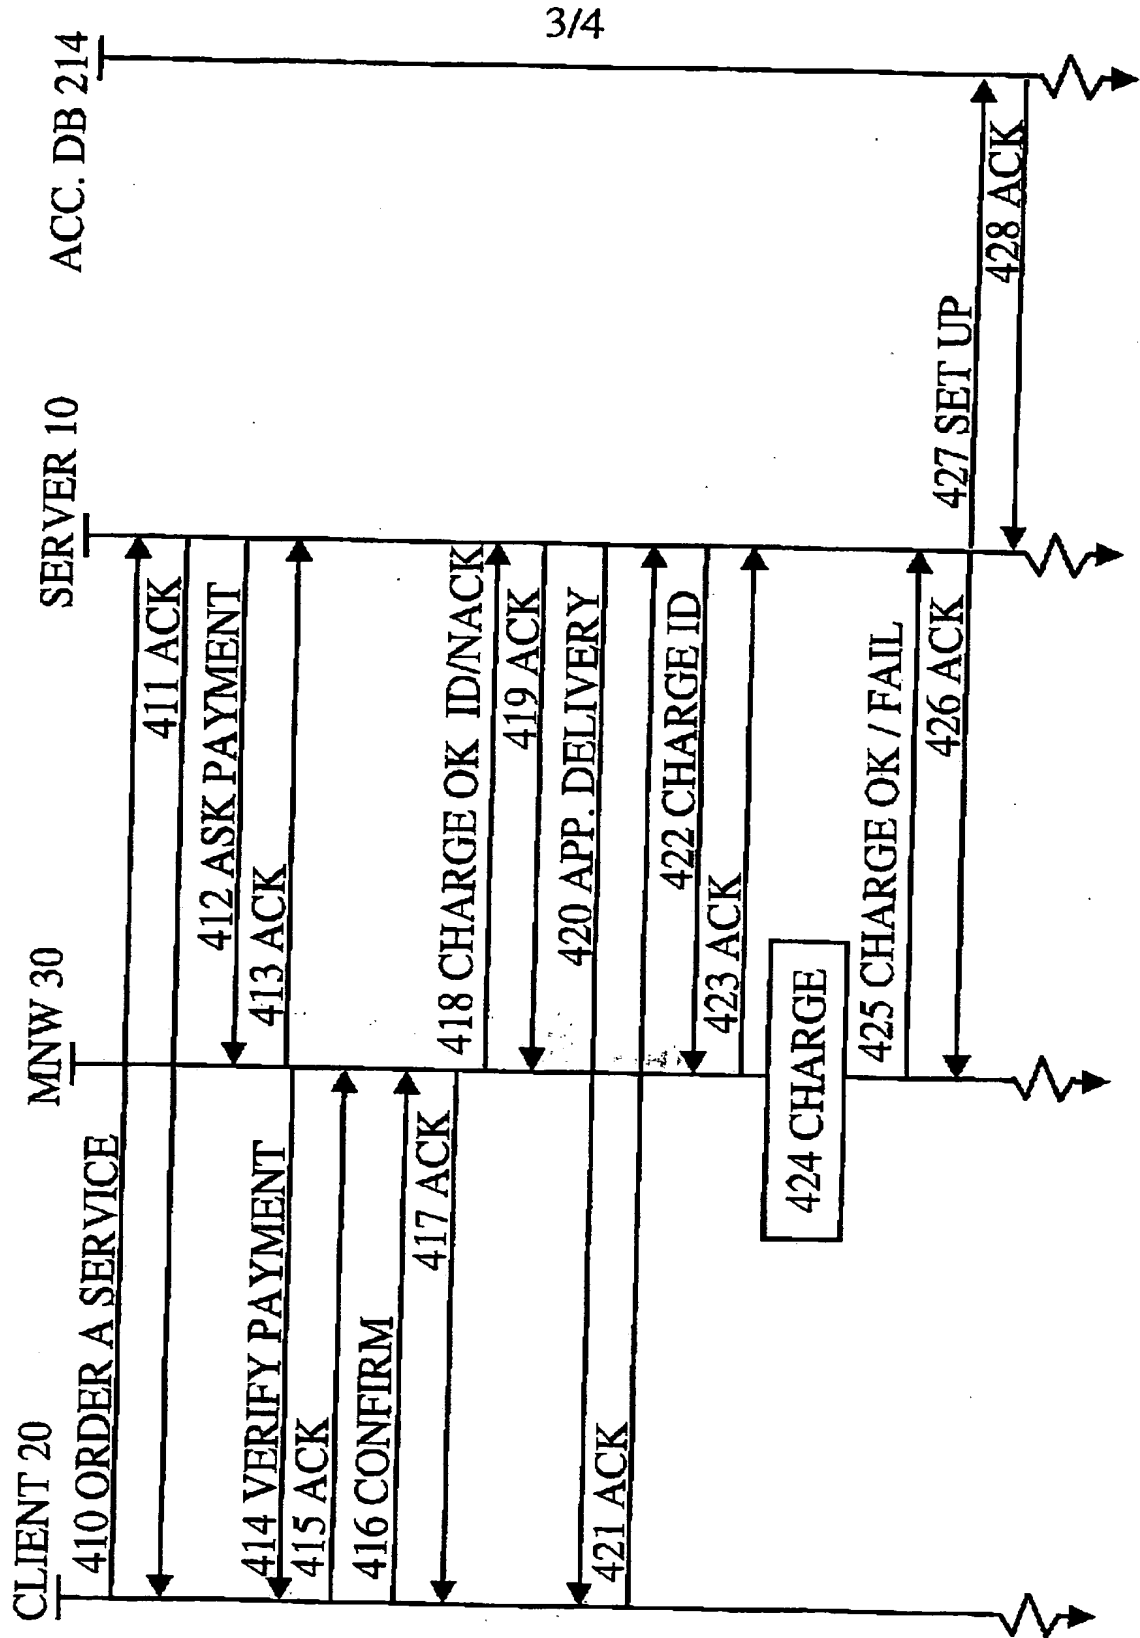 3/4
CLIENT 20
MNW 30
SERVER 10
ACC. DB 214
410 ORDER A SERVICE
411 ACK
412 ASK PAYMENT
413 ACK
414 VERIFY PAYMENT
415 ACK
416 CONFIRM
417 ACK
418 CHARGE OK ID/NACK
419 ACK
420 APP. DELIVERY
421 ACK
422 CHARGE ID
423 ACK
424 CHARGE
425 CHARGE OK / FAIL
426 ACK
427 SET UP
428 ACK